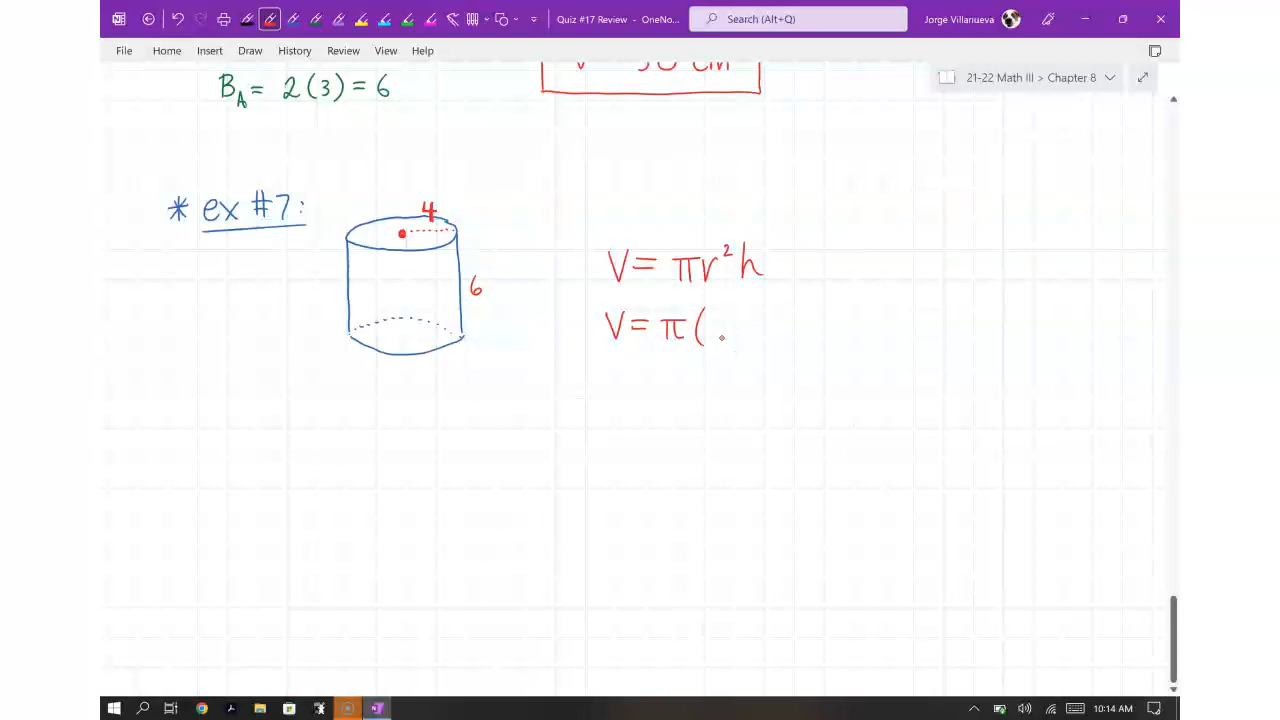 Quiz #17 Review - OneNo...
Search (Alt+Q)
Jorge Villanueva
File Home Insert Draw History Review View Help
21-22 Math III > Chapter 8
B_A = 2(3) = 6
* ex #7:
4
6
V = πr²h
V = π(
10:14 AM